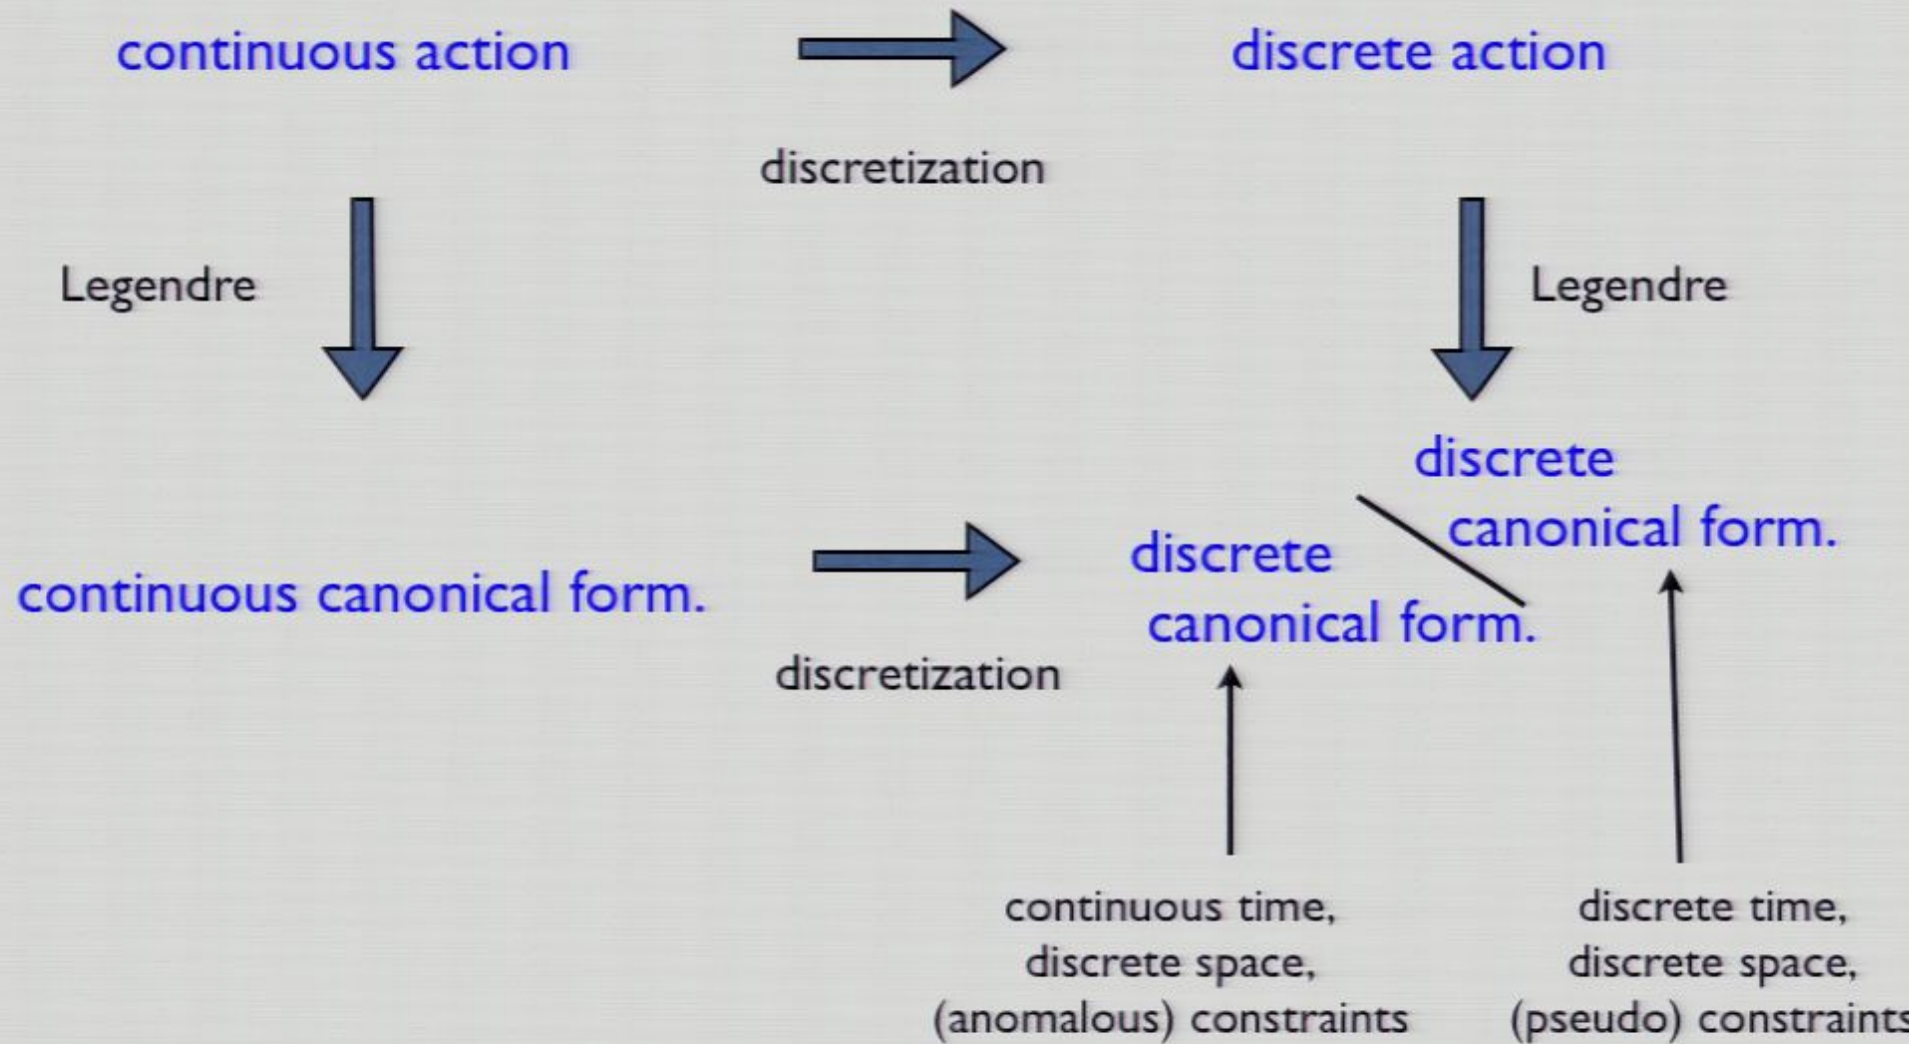 continuous action
discrete action
discretization
Legendre
Legendre
discrete
canonical form.
continuous canonical form.
discrete
canonical form.
discretization
continuous time,
discrete space,
(anomalous) constraints
discrete time,
discrete space,
(pseudo) constraints